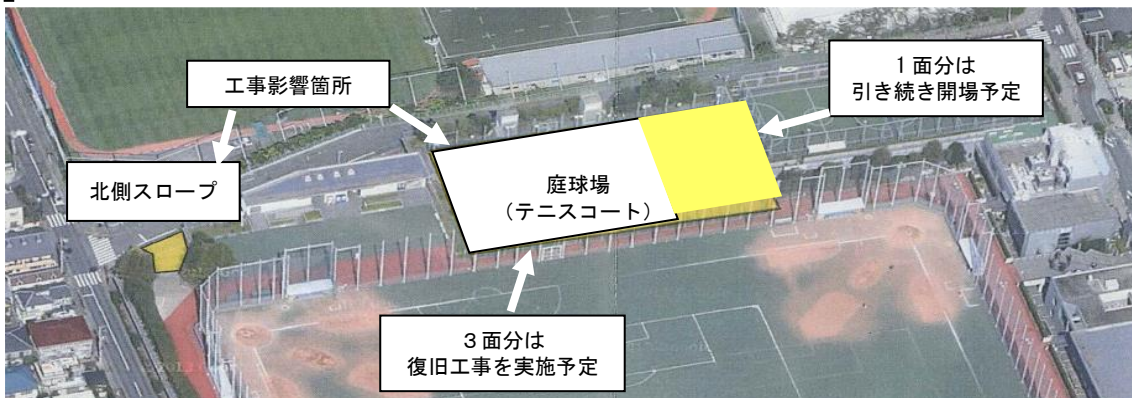 工事影響箇所
1面分は
引き続き開場予定
北側スロープ
庭球場
（テニスコート）
3面分は
復旧工事を実施予定